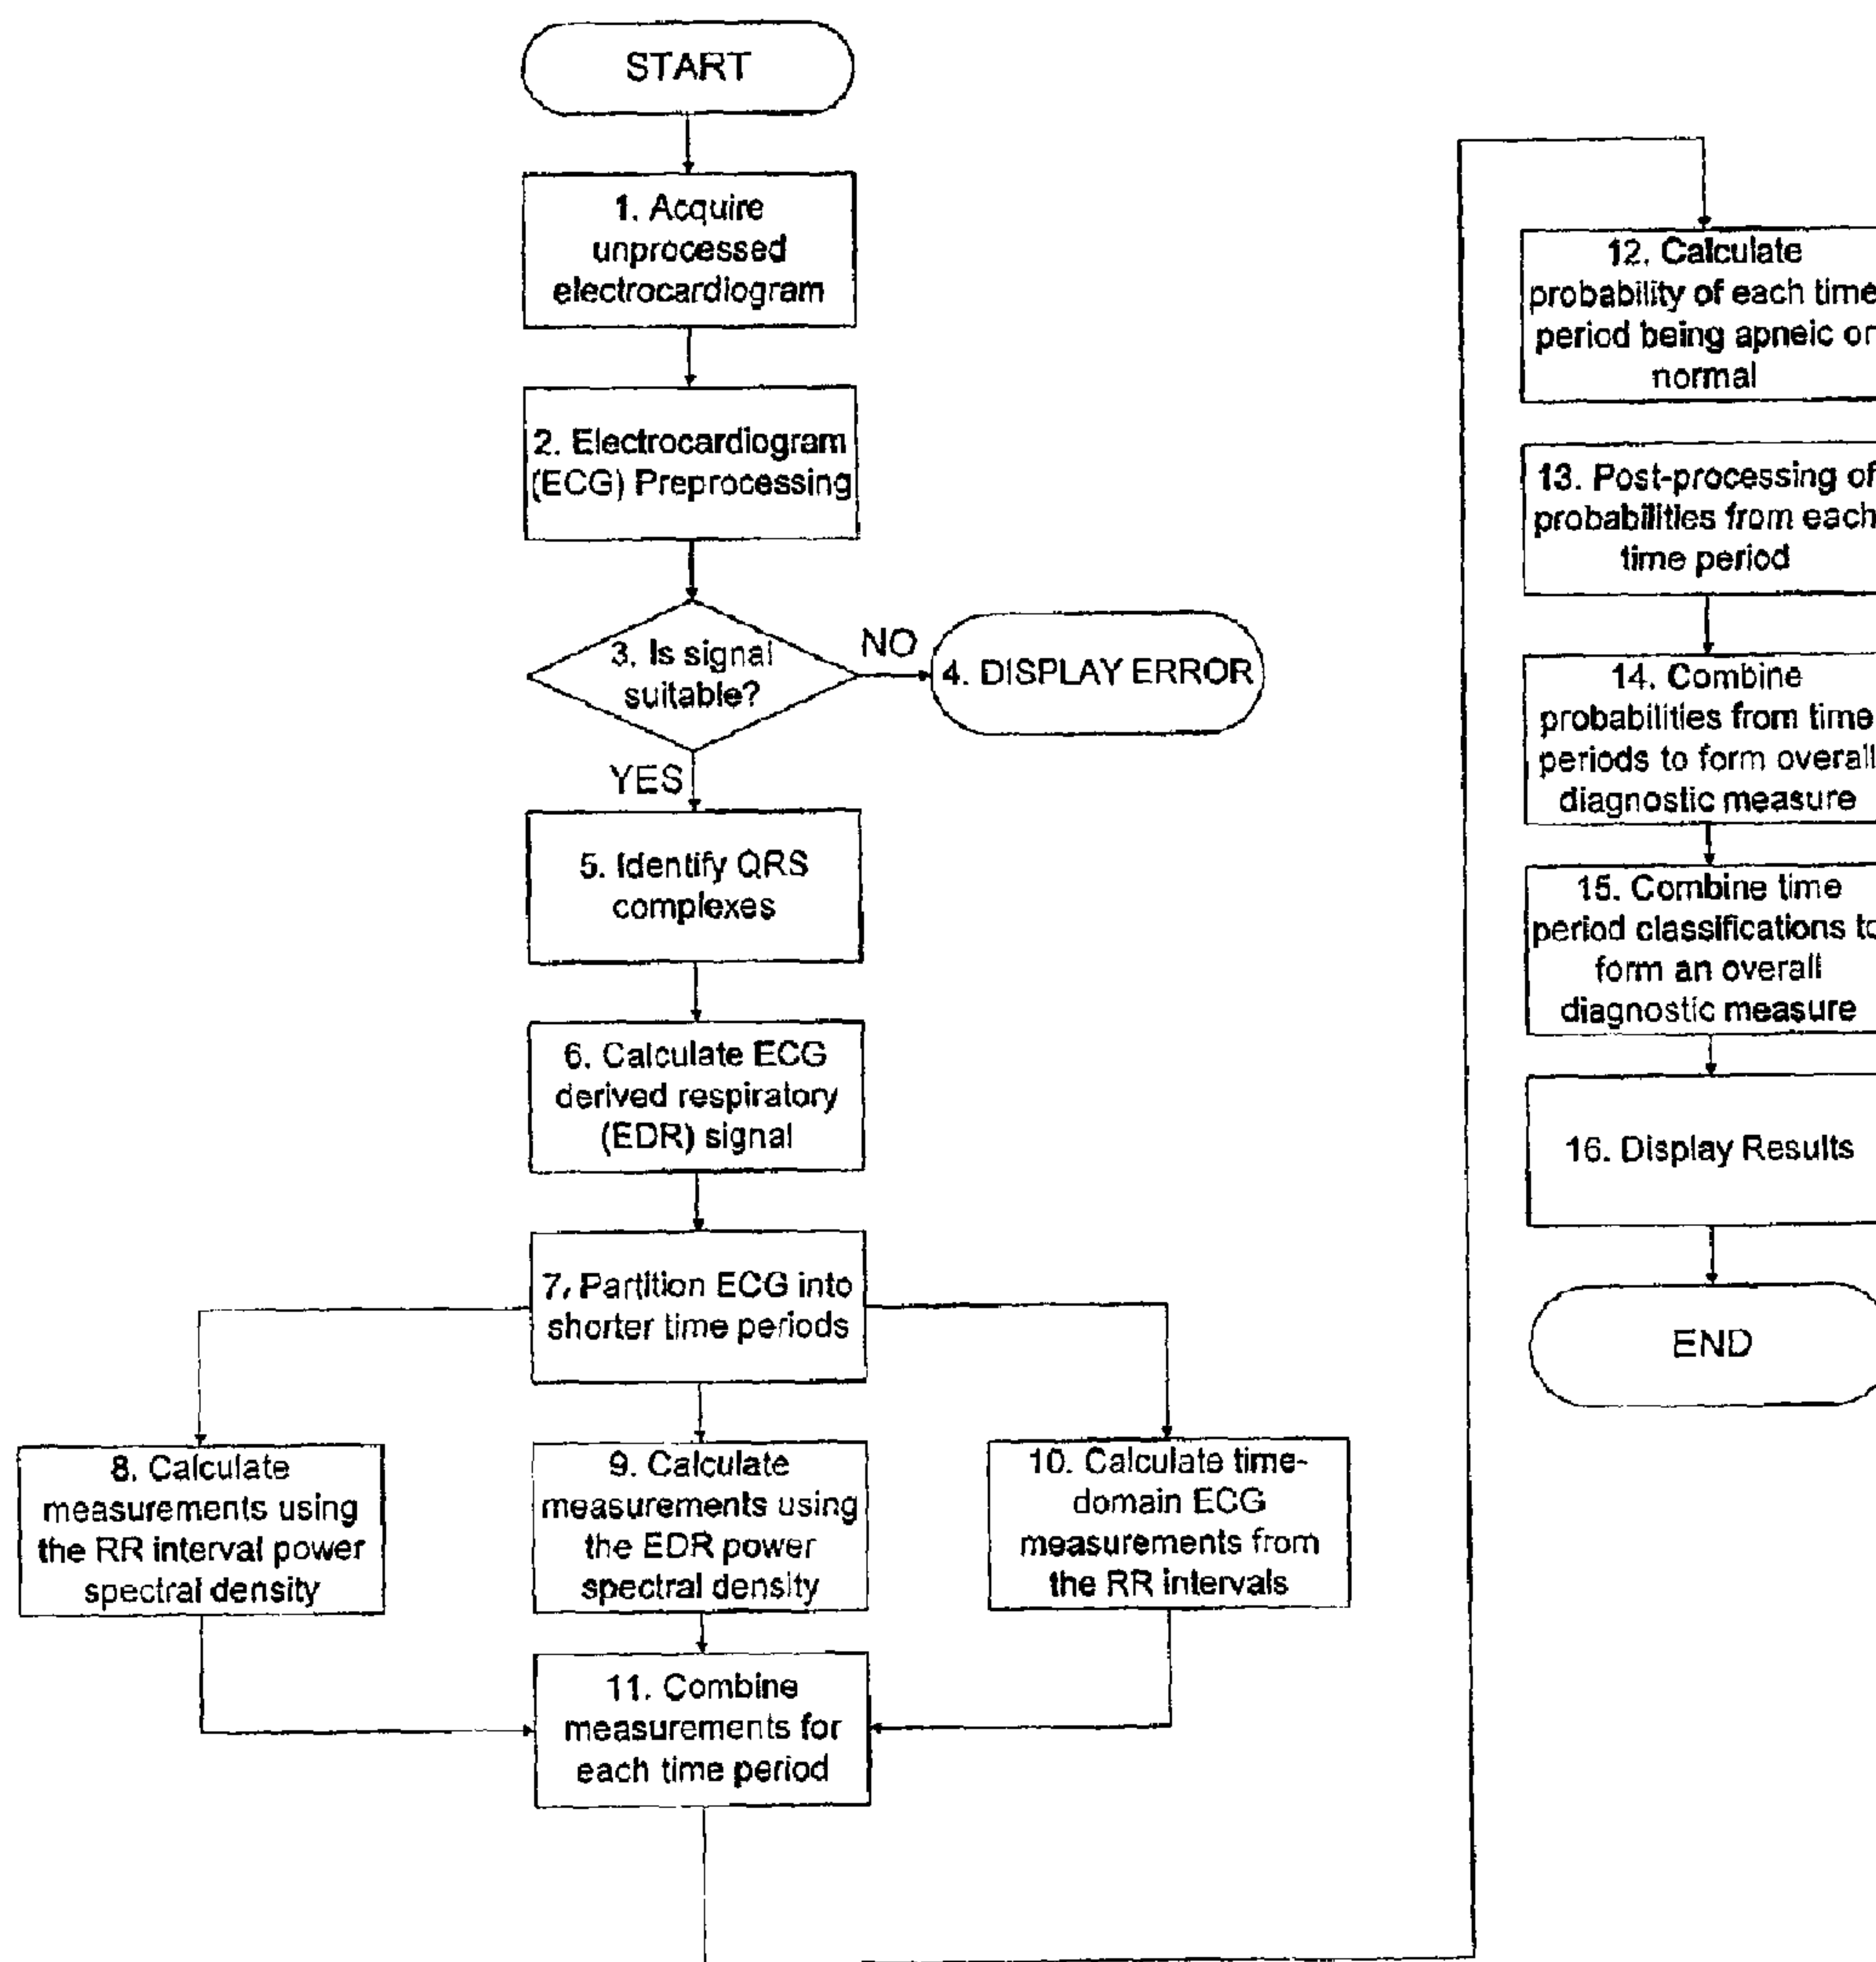 START
1. Acquire
unprocessed
electrocardiogram
2. Electrocardiogram
(ECG) Preprocessing
3. Is signal
suitable?
NO
4. DISPLAY ERROR
YES
5. Identify QRS
complexes
6. Calculate ECG
derived respiratory
(EDR) signal
7. Partition ECG into
shorter time periods
8. Calculate
measurements using
the RR interval power
spectral density
9. Calculate
measurements using
the EDR power
spectral density
10. Calculate time-
domain ECG
measurements from
the RR intervals
11. Combine
measurements for
each time period
12. Calculate
probability of each time
period being apneic or
normal
13. Post-processing of
probabilities from each
time period
14. Combine
probabilities from time
periods to form overall
diagnostic measure
15. Combine time
period classifications to
form an overall
diagnostic measure
16. Display Results
END